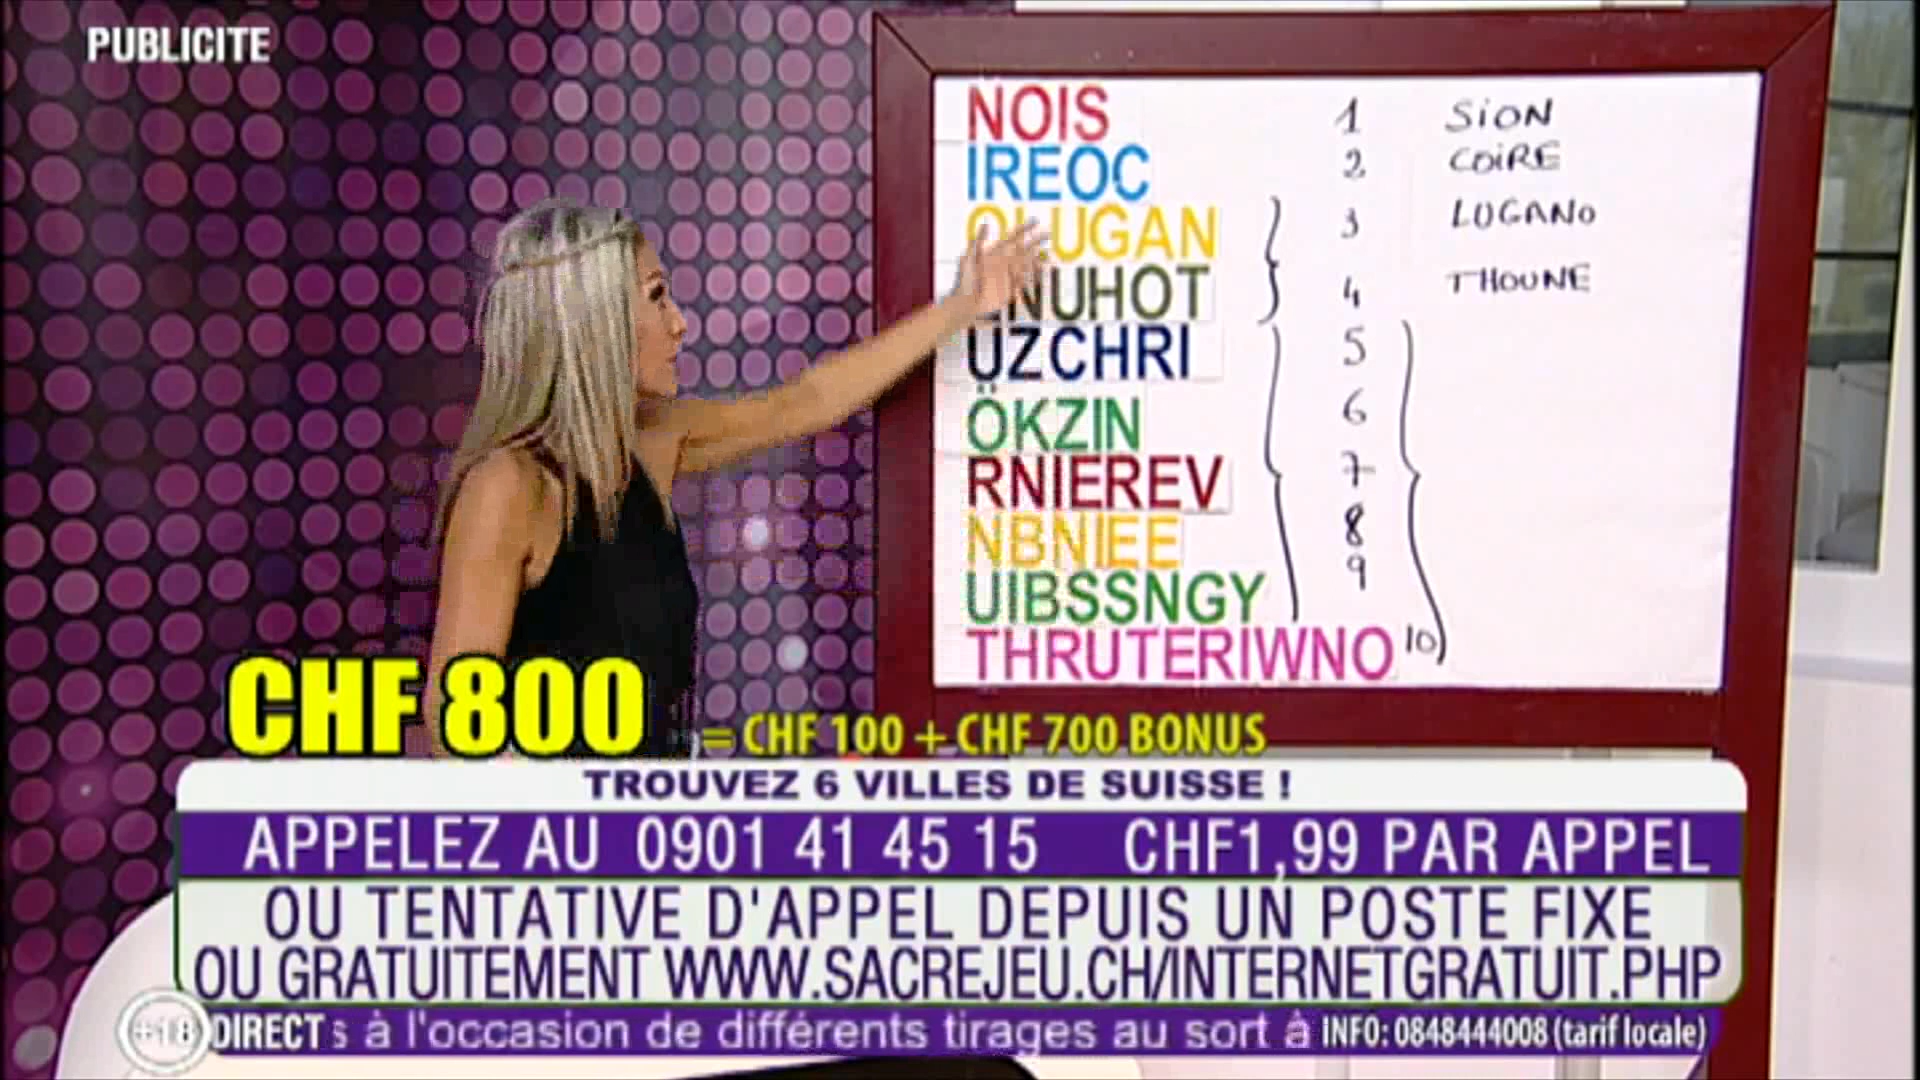 PUBLICITE
NOIS 1 SiON
IREOC 2 COiRE
OLUGAN 3 LUGANO
ENUHOT 4 THOUNE
UZCHRI 5
ÖKZIN 6
RNIEREV 7
NBNIEE 8
UIBSSNGY 9
THRUTERIWNO 10
CHF 800 = CHF 100 + CHF 700 BONUS
TROUVEZ 6 VILLES DE SUISSE !
APPELEZ AU 0901 41 45 15 CHF1,99 PAR APPEL
OU TENTATIVE D'APPEL DEPUIS UN POSTE FIXE
OU GRATUITEMENT WWW.SACREJEU.CH/INTERNETGRATUIT.PHP
+18 DIRECT s à l'occasion de différents tirages au sort à INFO: 0848444008 (tarif locale)